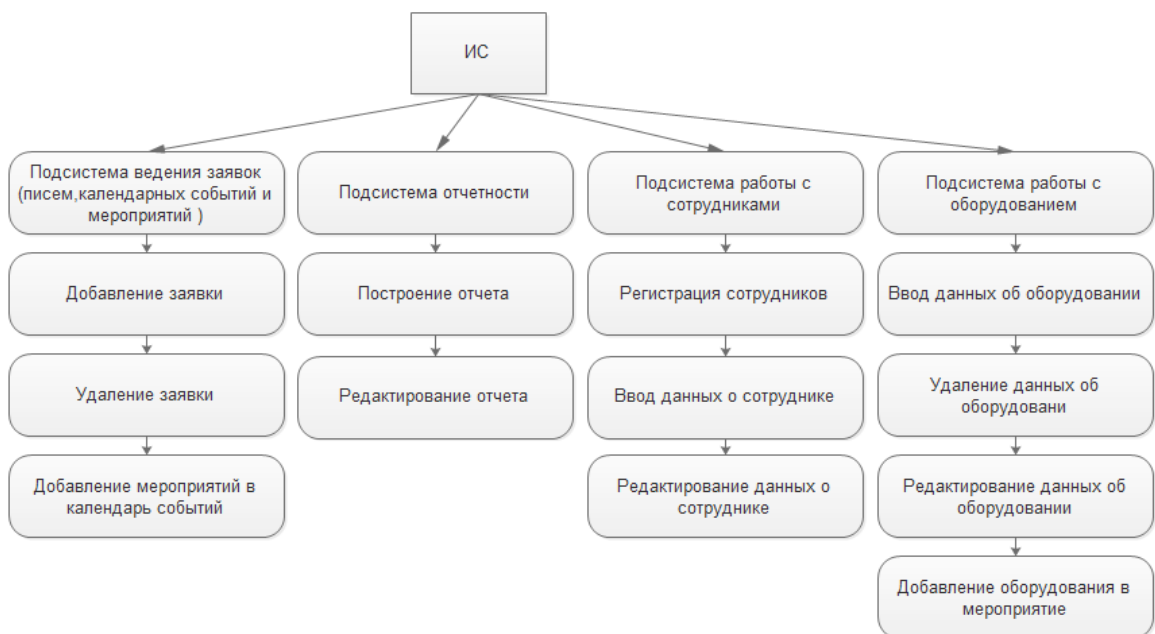 ИС
Подсистема ведения заявок
(писем,календарных событий и
мероприятий )
Добавление заявки
Удаление заявки
Добавление мероприятий в
календарь событий
Подсистема отчетности
Построение отчета
Редактирование отчета
Подсистема работы с
сотрудниками
Регистрация сотрудников
Ввод данных о сотруднике
Редактирование данных о
сотруднике
Подсистема работы с
оборудованием
Ввод данных об оборудовании
Удаление данных об
оборудовани
Редактирование данных об
оборудовании
Добавление оборудования в
мероприятие